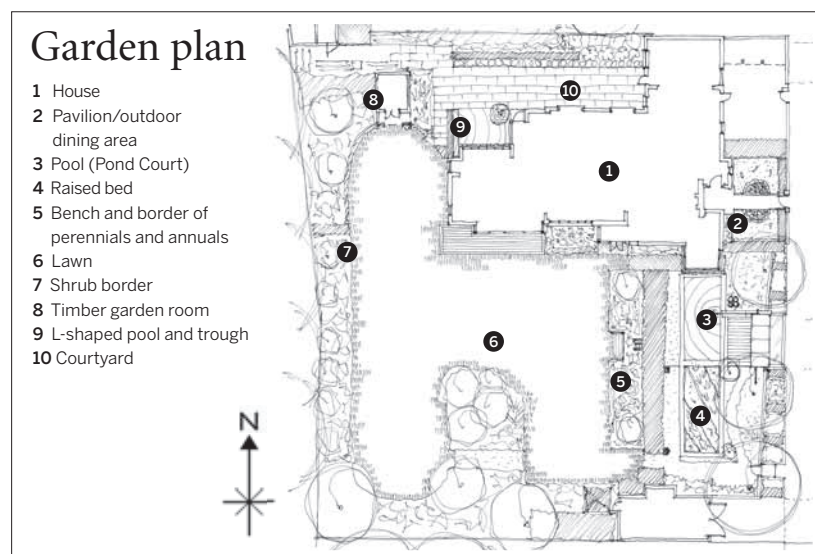 Garden plan
1 House
2 Pavilion/outdoor
dining area
3 Pool (Pond Court)
4 Raised bed
5 Bench and border of
perennials and annuals
6 Lawn
7 Shrub border
8 Timber garden room
9 L-shaped pool and trough
10 Courtyard
N
8
10
9
1
2
7
3
6
5
4